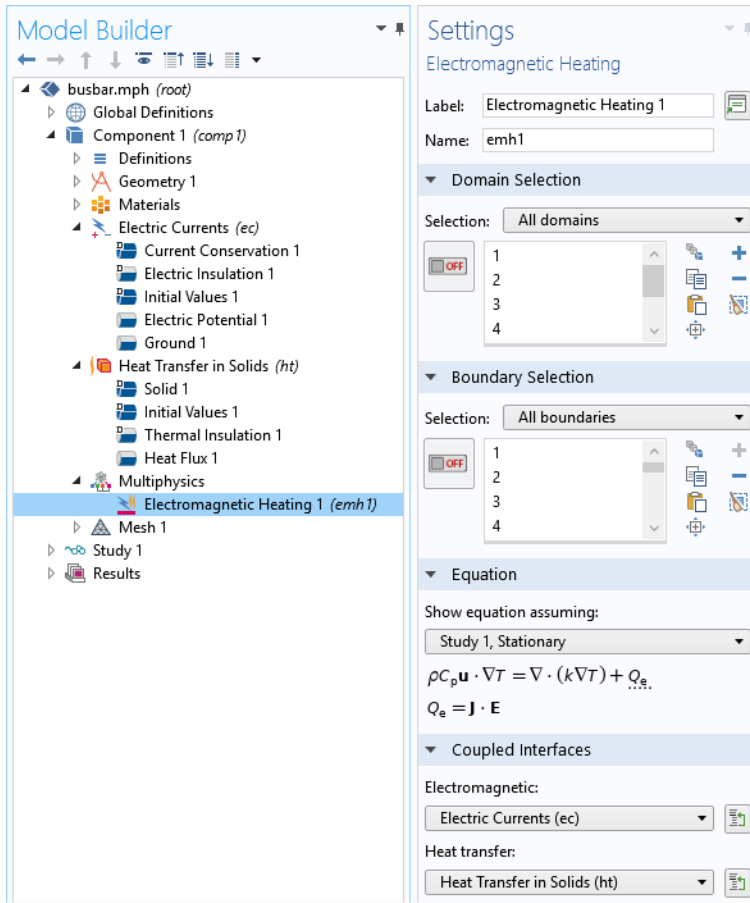 Model Builder
busbar.mph (root)
Global Definitions
Component 1 (comp1)
Definitions
Geometry 1
Materials
Electric Currents (ec)
Current Conservation 1
Electric Insulation 1
Initial Values 1
Electric Potential 1
Ground 1
Heat Transfer in Solids (ht)
Solid 1
Initial Values 1
Thermal Insulation 1
Heat Flux 1
Multiphysics
Electromagnetic Heating 1 (emh1)
Mesh 1
Study 1
Results
Settings
Electromagnetic Heating
Label: Electromagnetic Heating 1
Name: emh1
Domain Selection
Selection: All domains
OFF
1
2
3
4
Boundary Selection
Selection: All boundaries
OFF
1
2
3
4
Equation
Show equation assuming:
Study 1, Stationary
ρCₚu · ∇T = ∇ · (k∇T) + Qₑ
Qₑ = J · E
Coupled Interfaces
Electromagnetic:
Electric Currents (ec)
Heat transfer:
Heat Transfer in Solids (ht)